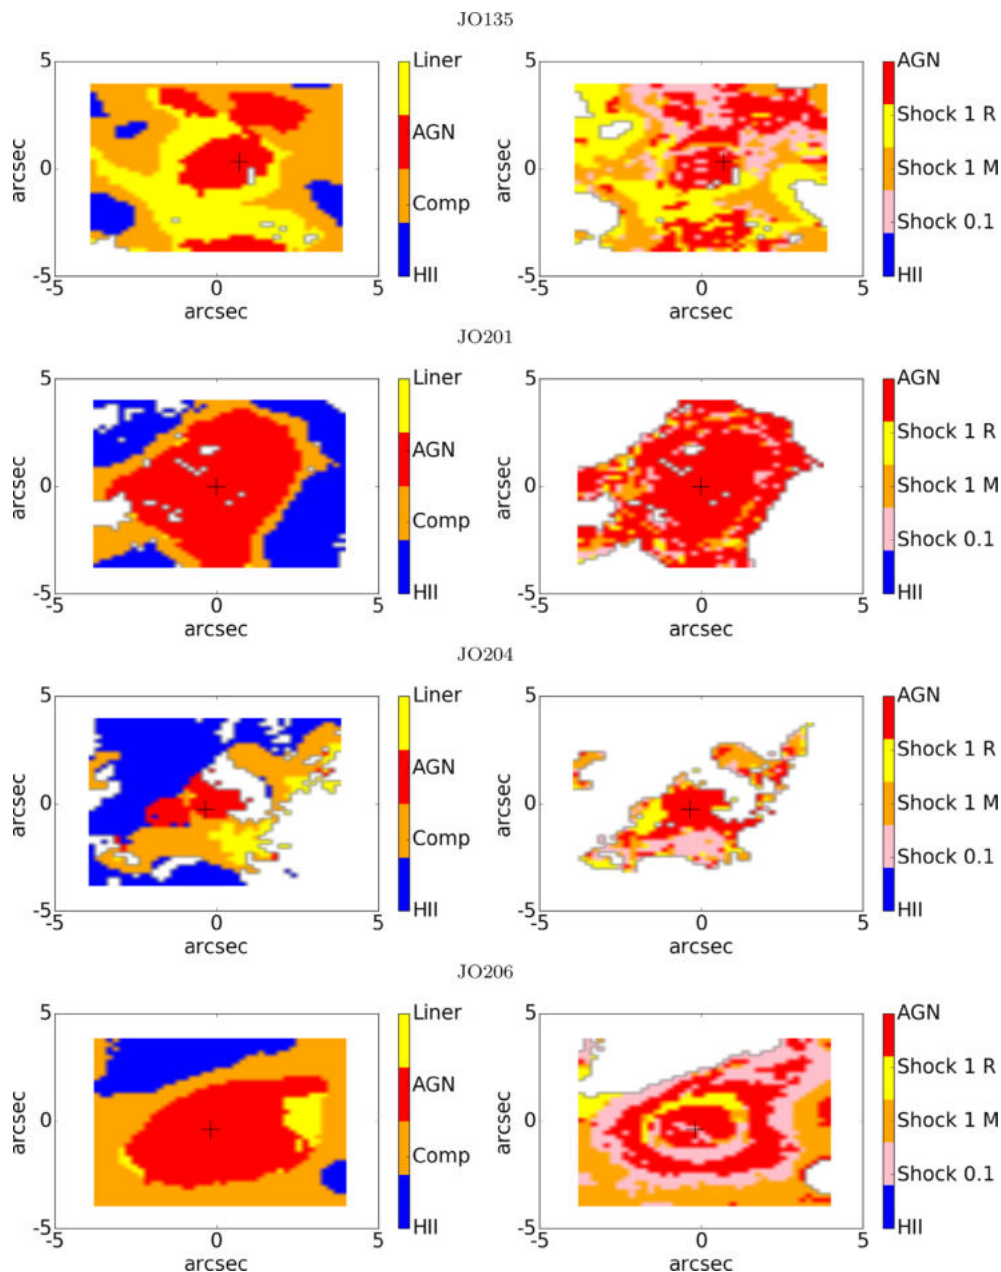 JO135
5
0
-5
-5
0
5
arcsec
arcsec
Liner
AGN
Comp
HII
5
0
-5
-5
0
5
arcsec
arcsec
AGN
Shock 1 R
Shock 1 M
Shock 0.1
HII
JO201
5
0
-5
-5
0
5
arcsec
arcsec
Liner
AGN
Comp
HII
5
0
-5
-5
0
5
arcsec
arcsec
AGN
Shock 1 R
Shock 1 M
Shock 0.1
HII
JO204
5
0
-5
-5
0
5
arcsec
arcsec
Liner
AGN
Comp
HII
5
0
-5
-5
0
5
arcsec
arcsec
AGN
Shock 1 R
Shock 1 M
Shock 0.1
HII
JO206
5
0
-5
-5
0
5
arcsec
arcsec
Liner
AGN
Comp
HII
5
0
-5
-5
0
5
arcsec
arcsec
AGN
Shock 1 R
Shock 1 M
Shock 0.1
HII